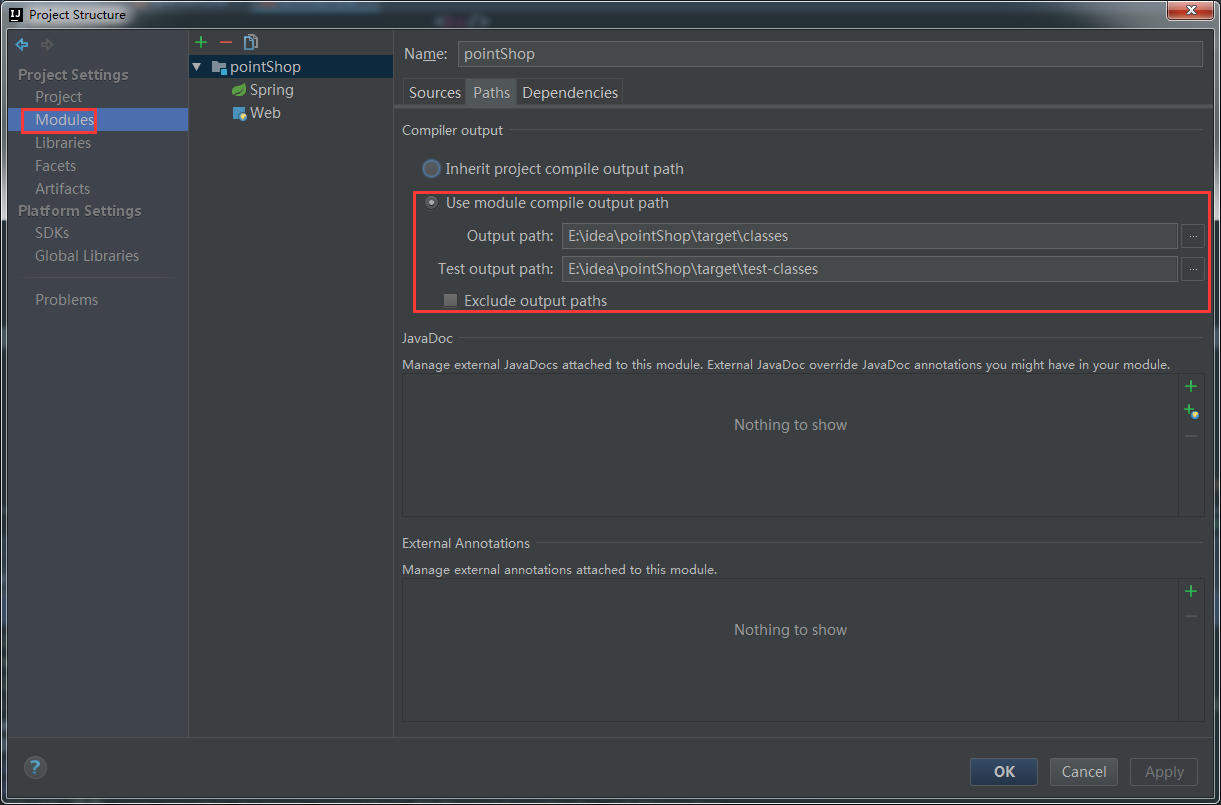 Project Structure
Project Settings
Project
Modules
Libraries
Facets
Artifacts
Platform Settings
SDKs
Global Libraries
Problems
pointShop
Spring
Web
Name: pointShop
Sources Paths Dependencies
Compiler output
Inherit project compile output path
Use module compile output path
Output path: E:\idea\pointShop\target\classes ...
Test output path: E:\idea\pointShop\target\test-classes ...
Exclude output paths
JavaDoc
Manage external JavaDocs attached to this module. External JavaDoc override JavaDoc annotations you might have in your module.
Nothing to show
External Annotations
Manage external annotations attached to this module.
Nothing to show
? OK Cancel Apply